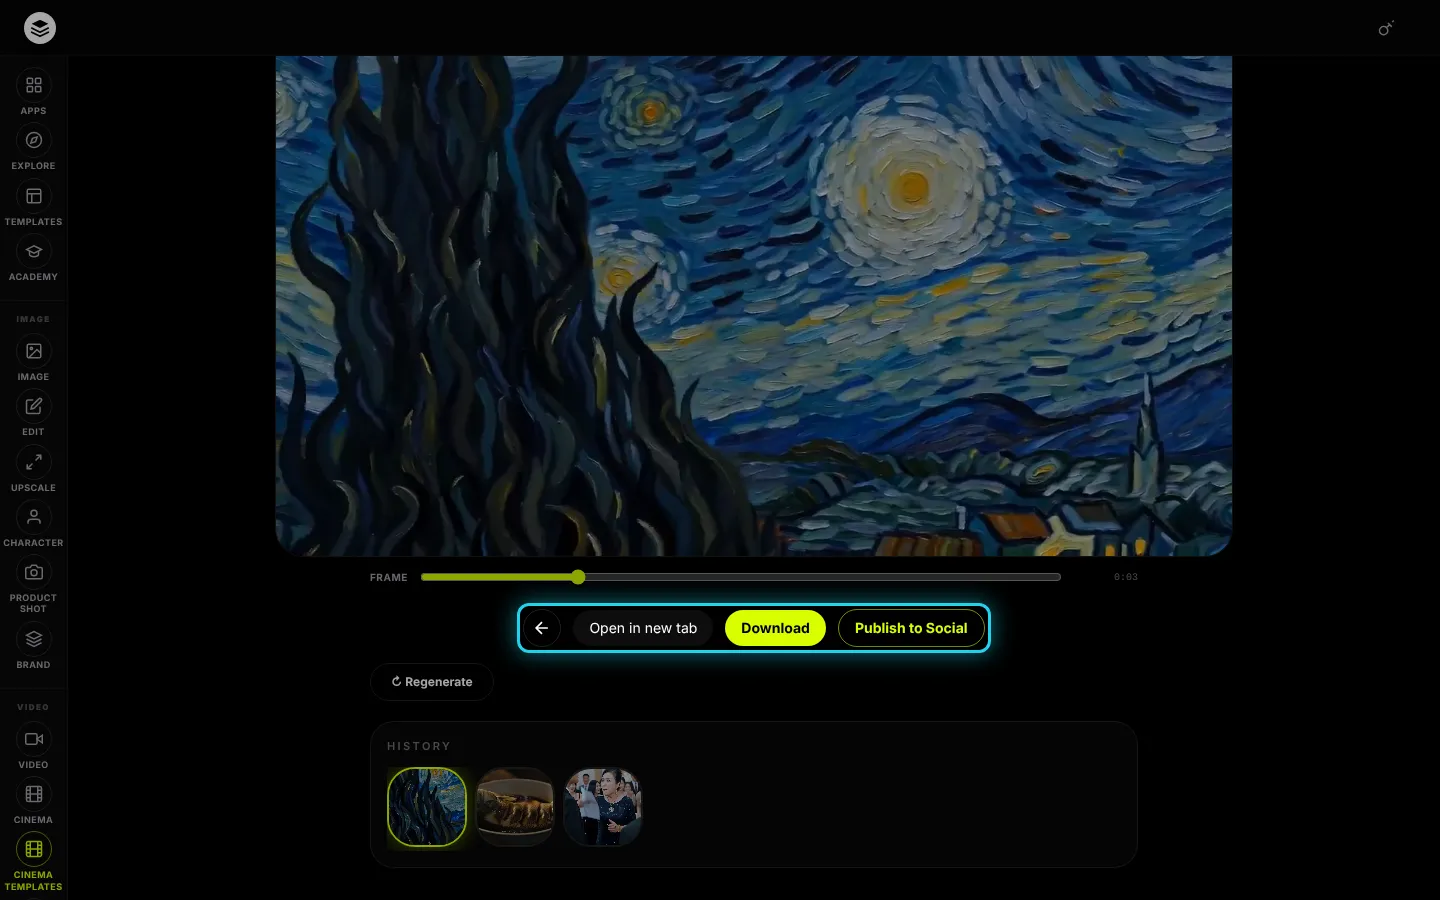 APPS
EXPLORE
TEMPLATES
ACADEMY
IMAGE
IMAGE
EDIT
UPSCALE
CHARACTER
PRODUCT
SHOT
BRAND
VIDEO
VIDEO
CINEMA
CINEMA
TEMPLATES
FRAME
0:03
Open in new tab
Download
Publish to Social
↻ Regenerate
HISTORY